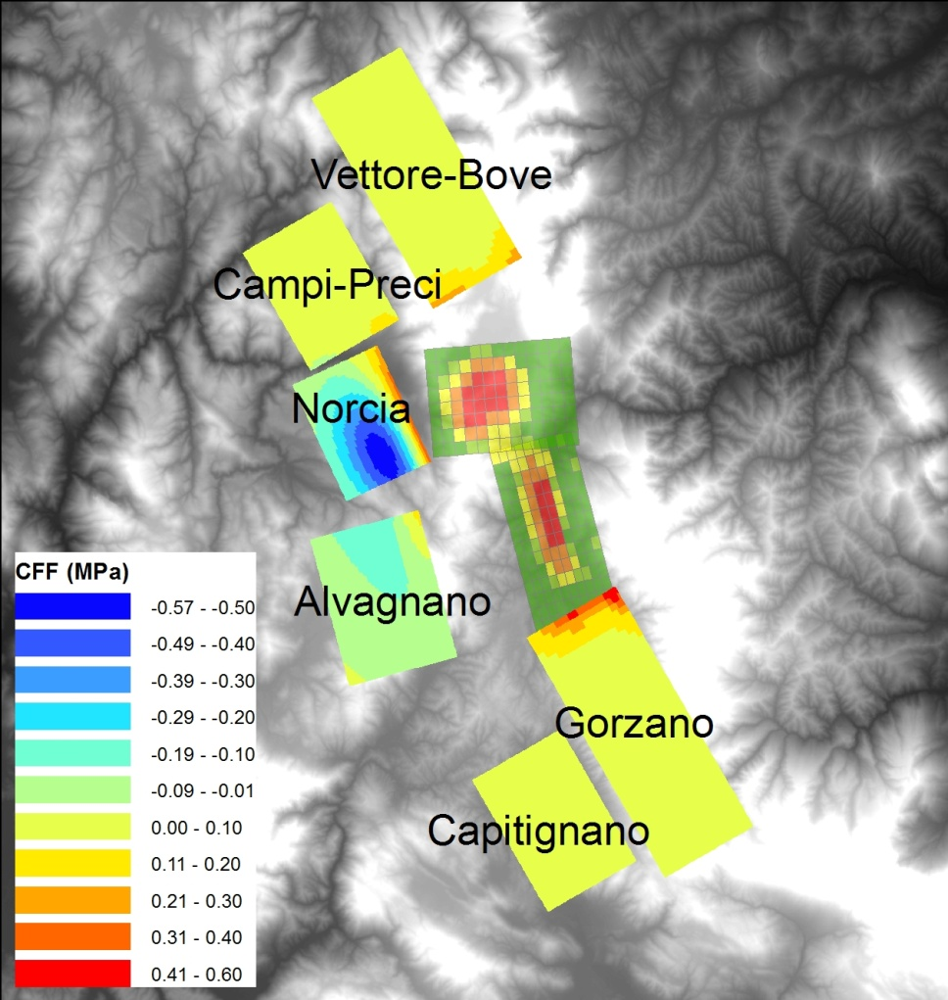 Vettore-Bove
Campi-Preci
Norcia
Alvagnano
Gorzano
Capitignano
CFF (MPa)
-0.57 - -0.50
-0.49 - -0.40
-0.39 - -0.30
-0.29 - -0.20
-0.19 - -0.10
-0.09 - -0.01
0.00 - 0.10
0.11 - 0.20
0.21 - 0.30
0.31 - 0.40
0.41 - 0.60